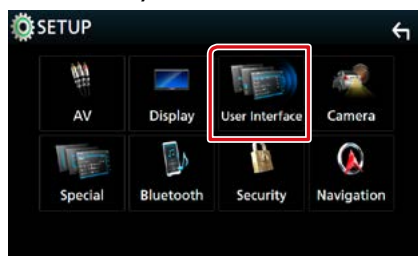 SETUP
AV Display User Interface Camera
Special Bluetooth Security Navigation